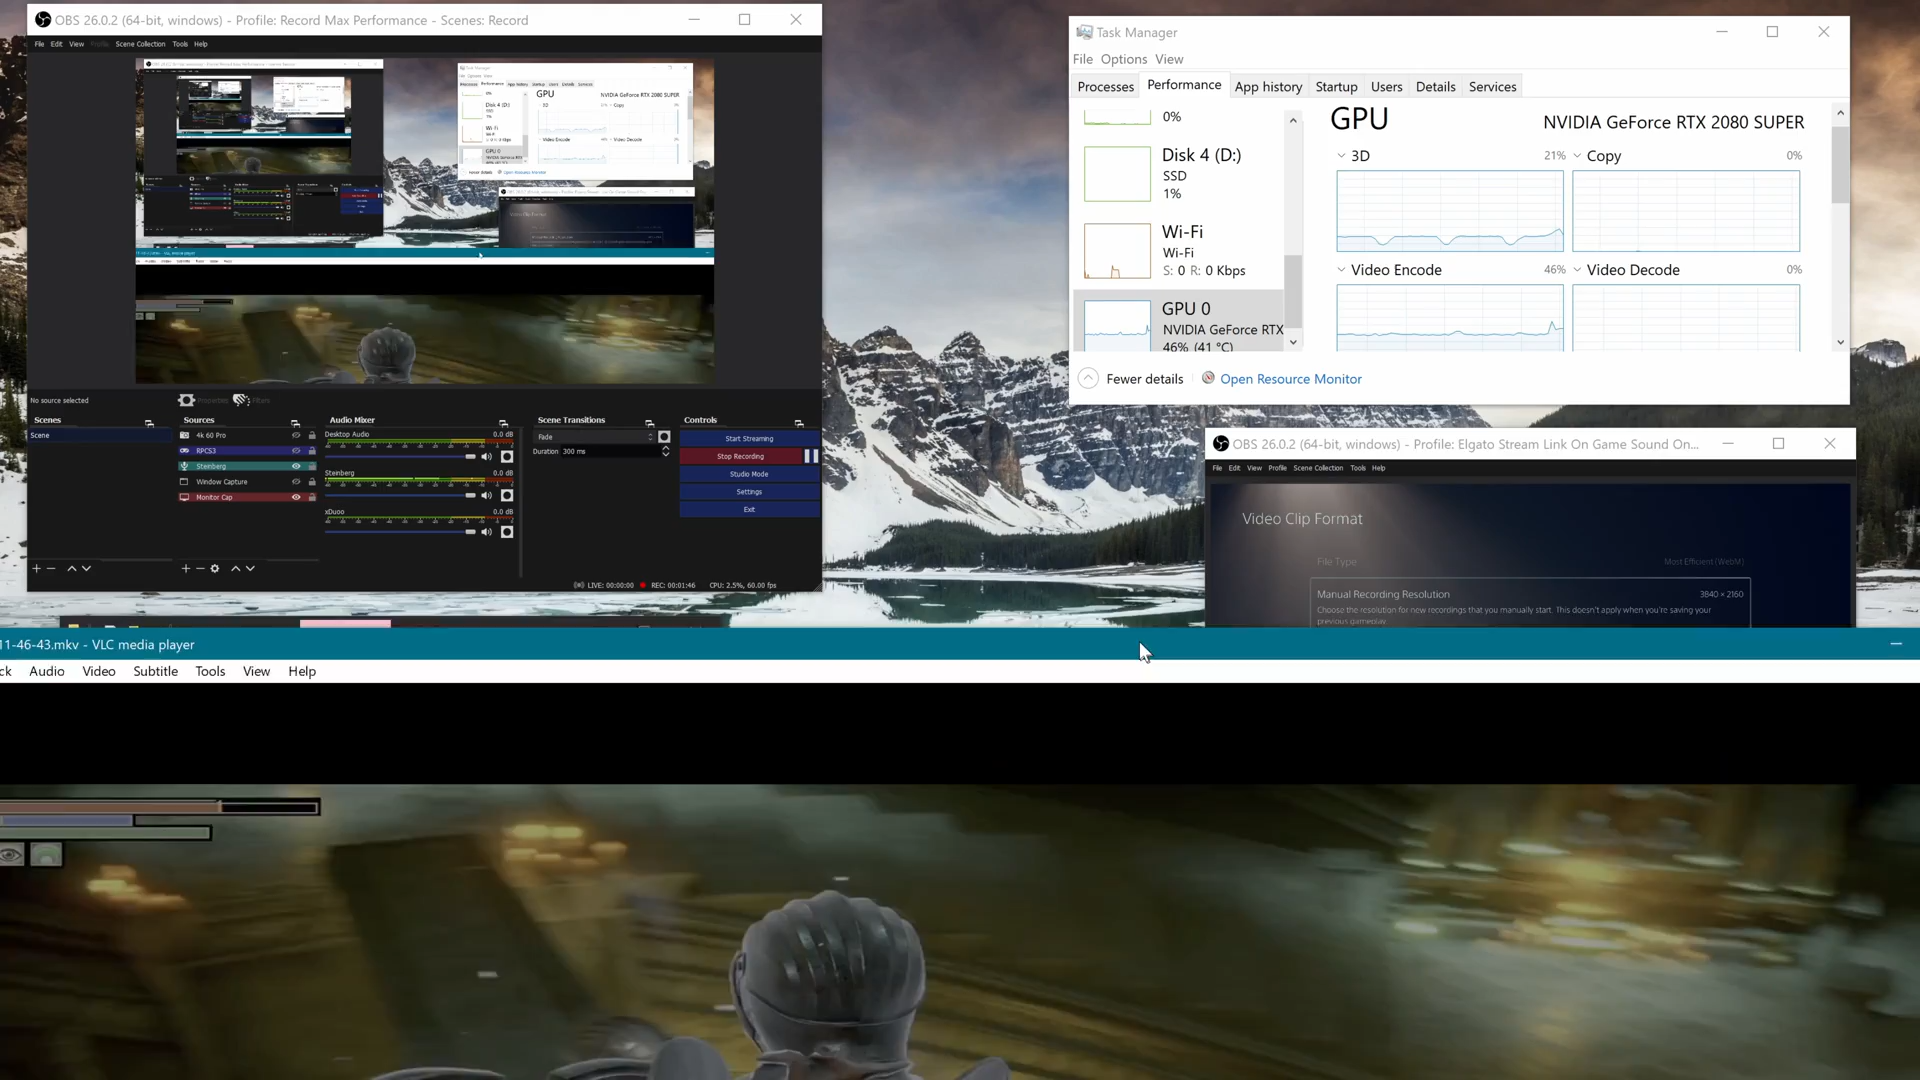 OBS 26.0.2 (64-bit, windows) - Profile: Record Max Performance - Scenes: Record
File Edit View Profile Scene Collection Tools Help
No source selected
Properties Filters
Scenes
Scene
Sources
4k 60 Pro
RPCS3
Steinberg
Window Capture
Monitor Cap
Audio Mixer
Desktop Audio 0.0 dB
Steinberg 0.0 dB
xDuoo 0.0 dB
Scene Transitions
Fade
Duration 300 ms
Controls
Start Streaming
Stop Recording
Studio Mode
Settings
Exit
LIVE: 00:00:00 REC: 00:01:46 CPU: 2.5%, 60.00 fps
Task Manager
File Options View
Processes Performance App history Startup Users Details Services
0%
Disk 4 (D:)
SSD
1%
Wi-Fi
Wi-Fi
S: 0 R: 0 Kbps
GPU 0
NVIDIA GeForce RTX
46% (41 °C)
GPU NVIDIA GeForce RTX 2080 SUPER
3D 21% Copy 0%
Video Encode 46% Video Decode 0%
Fewer details Open Resource Monitor
OBS 26.0.2 (64-bit, windows) - Profile: Elgato Stream Link On Game Sound On...
File Edit View Profile Scene Collection Tools Help
Video Clip Format
File Type Most Efficient (WebM)
Manual Recording Resolution 3840 × 2160
Choose the resolution for new recordings that you manually start. This doesn't apply when you're saving your
previous gameplay.
11-46-43.mkv - VLC media player
ck Audio Video Subtitle Tools View Help